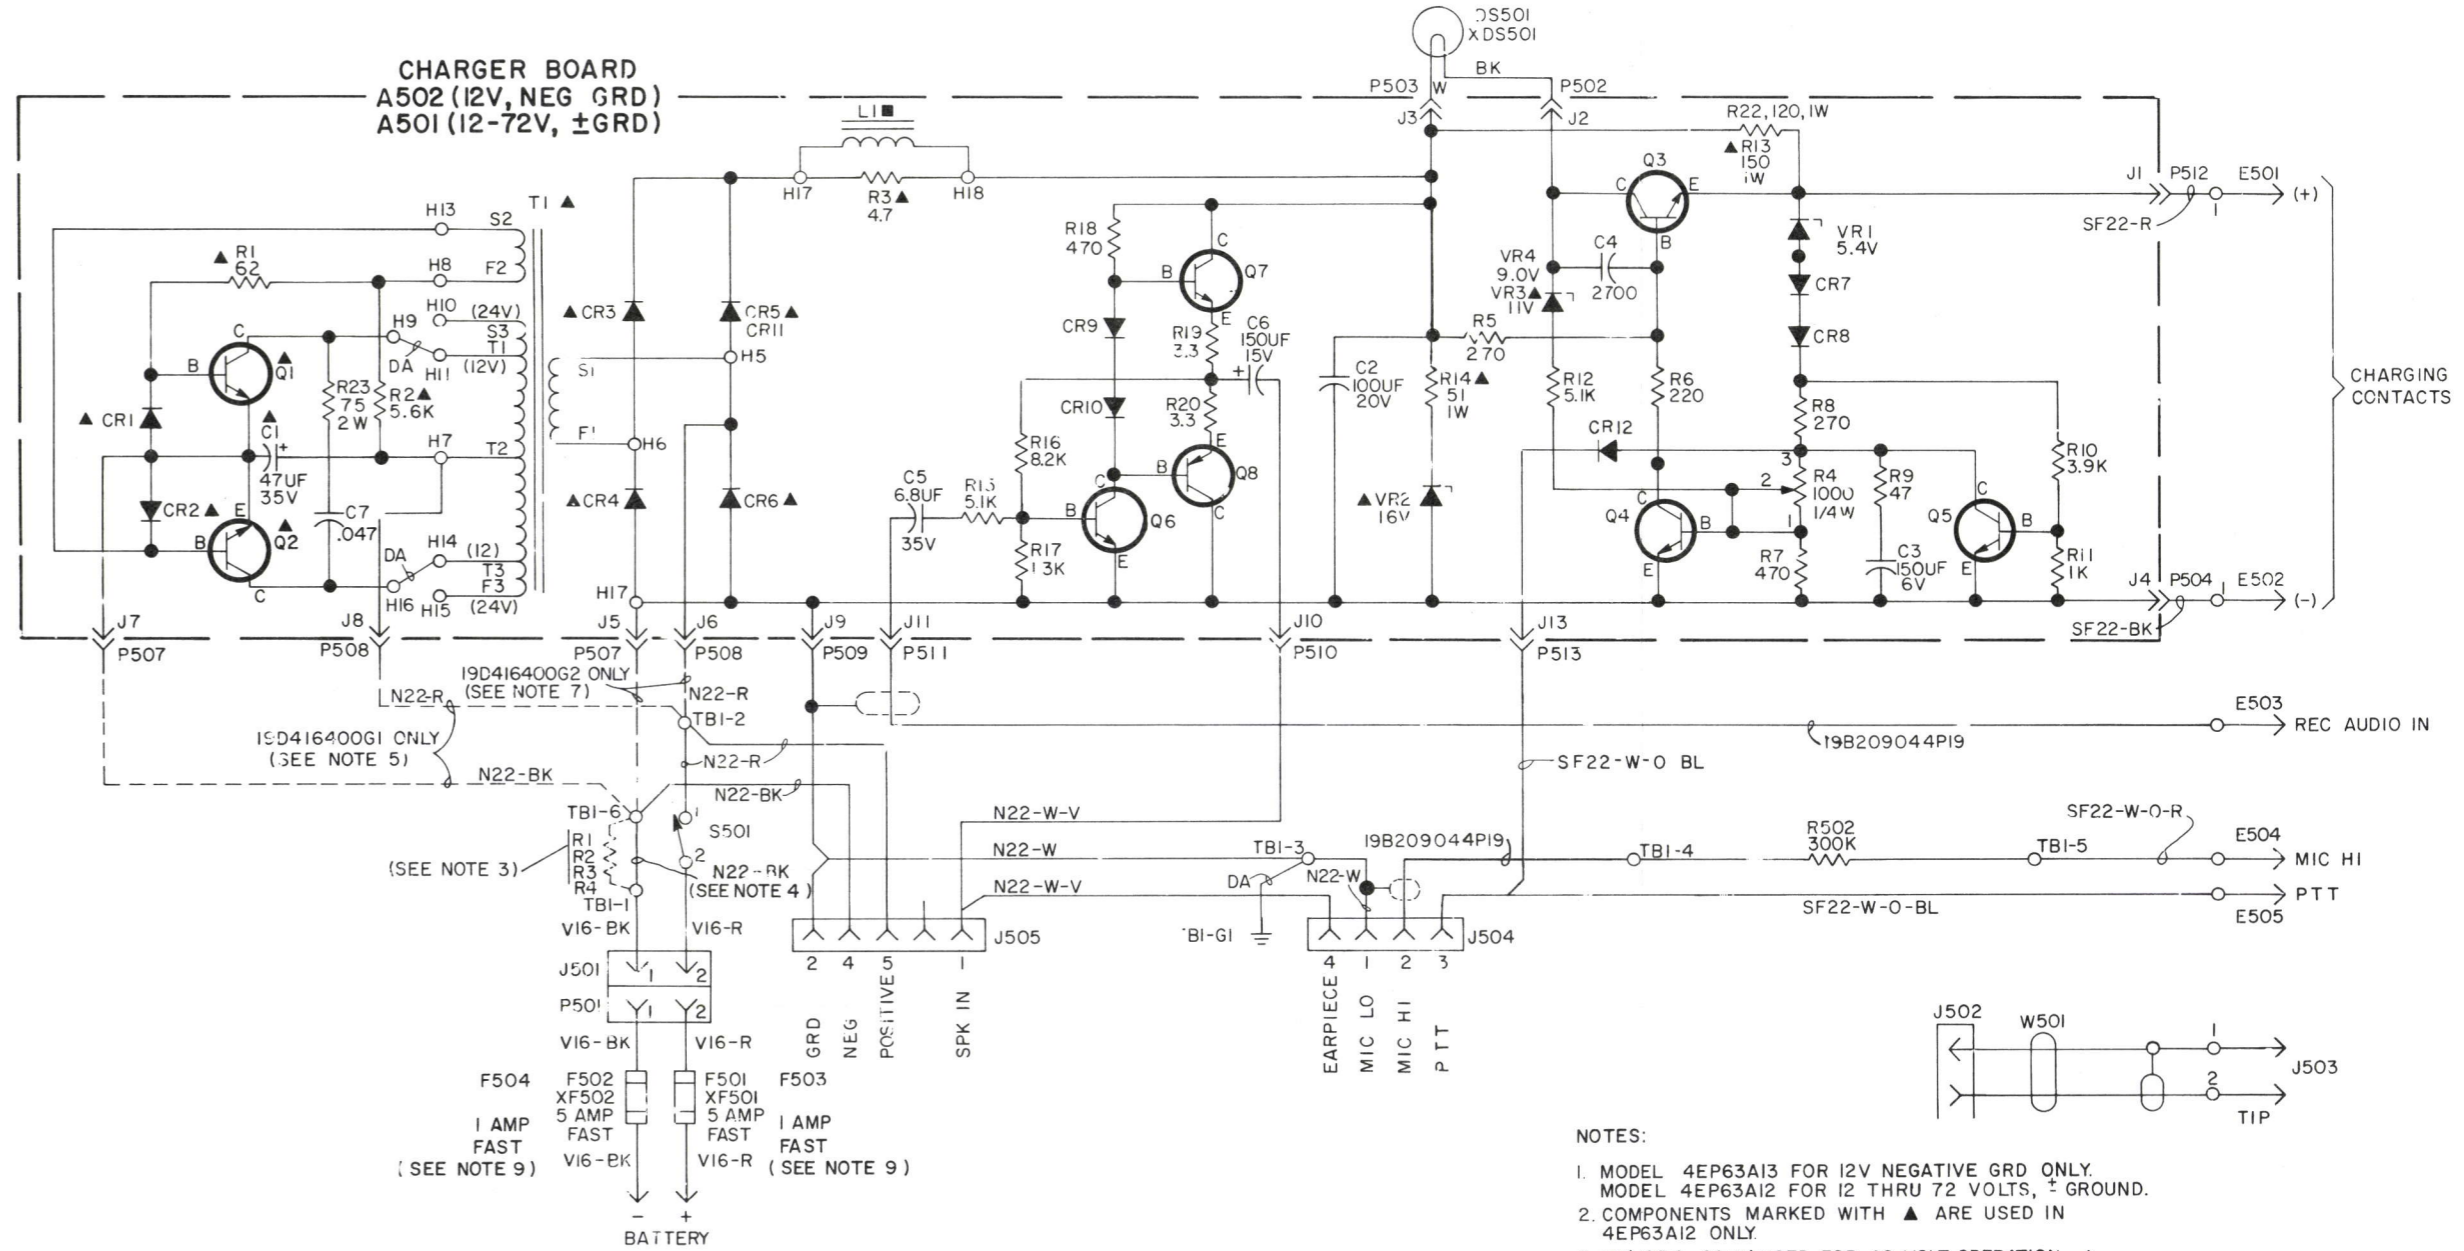 DS501
XDS501
CHARGER BOARD
A502 (12V, NEG GRD)
A501 (12-72V, ±GRD)
BK
P503 W
P502
L1■
J3
J2
R22, 120, 1W
▲R13
150
1W
Q3
C
E
B
J1
P512
E501
(+)
1
SF22-R
H17
R3▲
4.7
H18
T1 ▲
H13
S2
▲ R1
62
H8
F2
H10
(24V)
S3
H9
T1
DA
H11
(12V)
C
B
▲
Q1
R23
75
2W
R2▲
5.6K
▲ CR1
C1
▲
+
47UF
35V
H7
T2
CR2▲
E
B
▲
Q2
C
C7
.047
DA
H14
(12)
T3
F3
H16
H15
(24V)
S1
F1
▲CR3
CR5▲
CR11
H5
H6
▲CR4
CR6▲
H17
R18
470
C
B
Q7
E
CR9
R19
3.3
C6
150UF
15V
+
CR10
R20
3.3
R16
8.2K
E
B
Q8
C
C5
6.8UF
35V
5.1K
C
B
Q6
E
R17
C2
100UF
20V
R5
270
R14▲
51
1W
▲VR2
16V
VR4
9.0V
VR3▲
11V
C4
2700
R12
5.1K
R6
220
CR12
VR1
5.4V
CR7
CR8
R8
270
3
2
R4
1000
1/4W
1
R9
47
R10
3.9K
C
Q4
B
E
R7
470
C3
150UF
6V
C
Q5
B
E
R11
1K
CHARGING
CONTACTS
J4
P504
1
E502
(-)
SF22-BK
J7
P507
J8
P508
J5
P507
J6
P508
J9
P509
J11
P511
J10
P510
J13
P513
19D416400G2 ONLY
(SEE NOTE 7)
N22-R
N22-R
TB1-2
19D416400G1 ONLY
(SEE NOTE 5)
N22-R
N22-BK
N22-BK
E503
REC AUDIO IN
19B209044P19
SF22-W-O BL
TB1-6
1
S501
2
(SEE NOTE 3)
R1
R2
R3
R4
N22-BK
(SEE NOTE 4)
TB1-1
N22-W-V
N22-W
N22-W-V
TB1-3
DA
N22-W
19B209044P19
TB1-4
R502
300K
TB1-5
SF22-W-O-R
E504
MIC HI
PTT
SF22-W-O-BL
E505
V16-BK
V16-R
J505
TB1-G1
J504
2
4
5
1
GRD
NEG
POSITIVE
SPK IN
4
1
2
3
EARPIECE
MIC LO
MIC HI
PTT
J501
1
2
P501
1
2
V16-BK
V16-R
F504
F502
XF502
5 AMP
FAST
F501
XF501
5 AMP
FAST
F503
1 AMP
FAST
(SEE NOTE 9)
1 AMP
FAST
(SEE NOTE 9)
V16-BK
V16-R
-
+
BATTERY
J502
W501
1
J503
2
TIP
NOTES:
1. MODEL 4EP63A13 FOR 12V NEGATIVE GRD ONLY.
MODEL 4EP63A12 FOR 12 THRU 72 VOLTS, ± GROUND.
2. COMPONENTS MARKED WITH ▲ ARE USED IN
4EP63A12 ONLY.